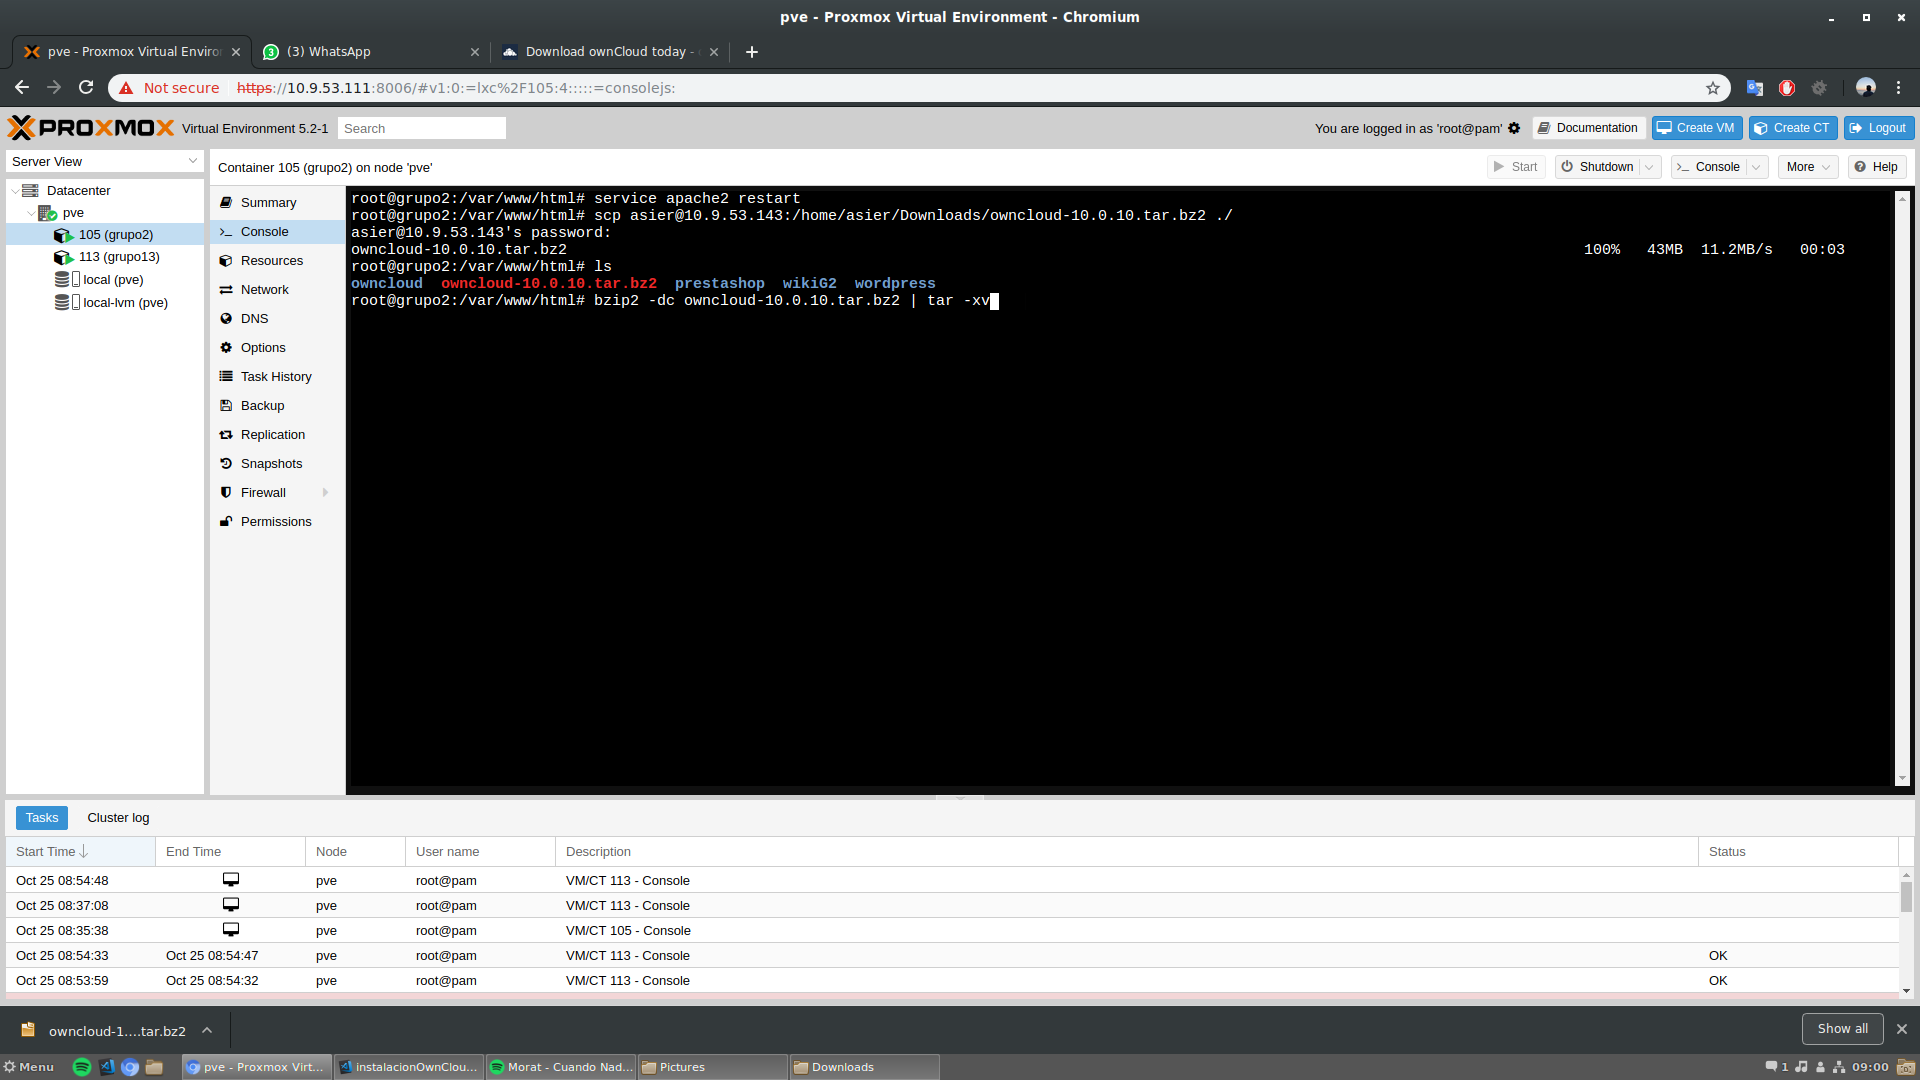 pve - Proxmox Virtual Environment - Chromium
pve - Proxmox Virtual Enviro
3
(3) WhatsApp
Download ownCloud today -
Not secure
https://10.9.53.111:8006/#v1:0:=lxc%2F105:4:::::=consolejs:
PROXMOX
Virtual Environment 5.2-1
Search
You are logged in as 'root@pam'
Documentation
Create VM
Create CT
Logout
Server View
Container 105 (grupo2) on node 'pve'
Start
Shutdown
Console
More
Help
Datacenter
pve
105 (grupo2)
113 (grupo13)
local (pve)
local-lvm (pve)
Summary
Console
Resources
Network
DNS
Options
Task History
Backup
Replication
Snapshots
Firewall
Permissions
root@grupo2:/var/www/html# service apache2 restart
root@grupo2:/var/www/html# scp asier@10.9.53.143:/home/asier/Downloads/owncloud-10.0.10.tar.bz2 ./
asier@10.9.53.143's password:
owncloud-10.0.10.tar.bz2 100% 43MB 11.2MB/s 00:03
root@grupo2:/var/www/html# ls
owncloud owncloud-10.0.10.tar.bz2 prestashop wikiG2 wordpress
root@grupo2:/var/www/html# bzip2 -dc owncloud-10.0.10.tar.bz2 | tar -xv
Tasks
Cluster log
Start Time End Time Node User name Description Status
Oct 25 08:54:48 pve root@pam VM/CT 113 - Console
Oct 25 08:37:08 pve root@pam VM/CT 113 - Console
Oct 25 08:35:38 pve root@pam VM/CT 105 - Console
Oct 25 08:54:33 Oct 25 08:54:47 pve root@pam VM/CT 113 - Console OK
Oct 25 08:53:59 Oct 25 08:54:32 pve root@pam VM/CT 113 - Console OK
owncloud-1....tar.bz2
Show all
Menu
pve - Proxmox Virt...
instalacionOwnClou...
Morat - Cuando Nad...
Pictures
Downloads
1
09:00